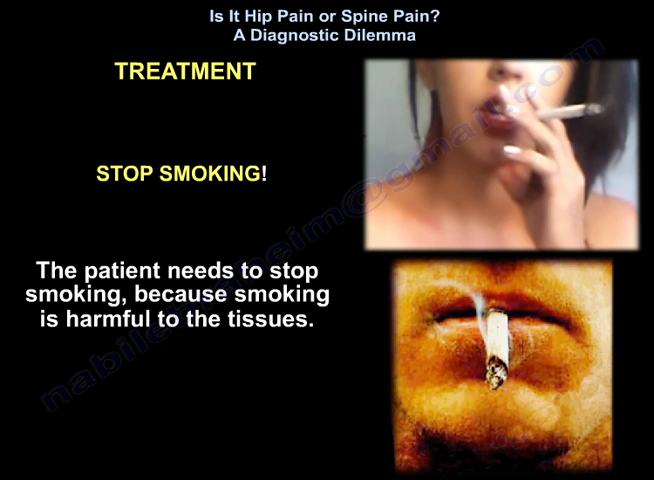 Is It Hip Pain or Spine Pain?
A Diagnostic Dilemma
TREATMENT
STOP SMOKING!
The patient needs to stop
smoking, because smoking
is harmful to the tissues.